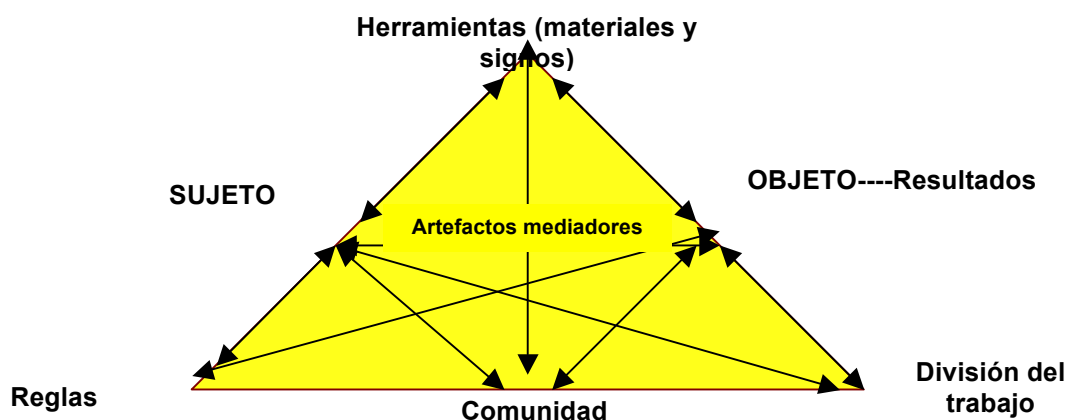 Herramientas (materiales y
signos)
SUJETO
OBJETO----Resultados
Artefactos mediadores
Reglas
Comunidad
División del
trabajo